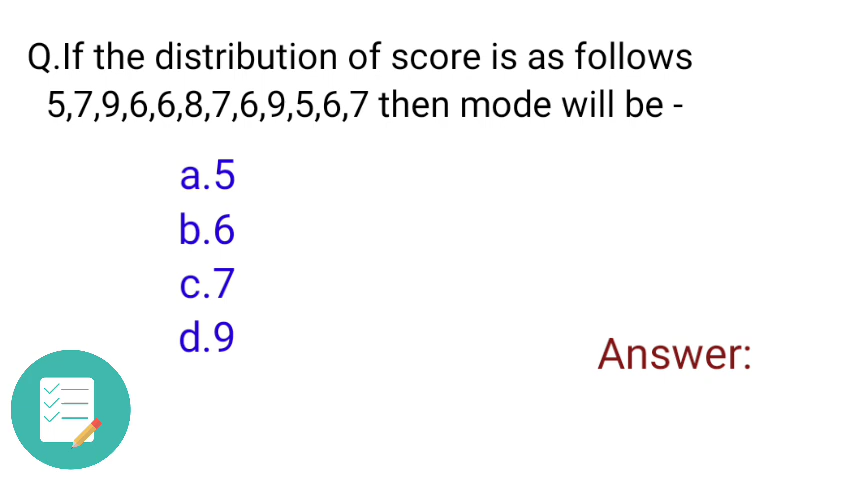 Q.If the distribution of score is as follows
5,7,9,6,6,8,7,6,9,5,6,7 then mode will be -
a.5
b.6
c.7
d.9
Answer: